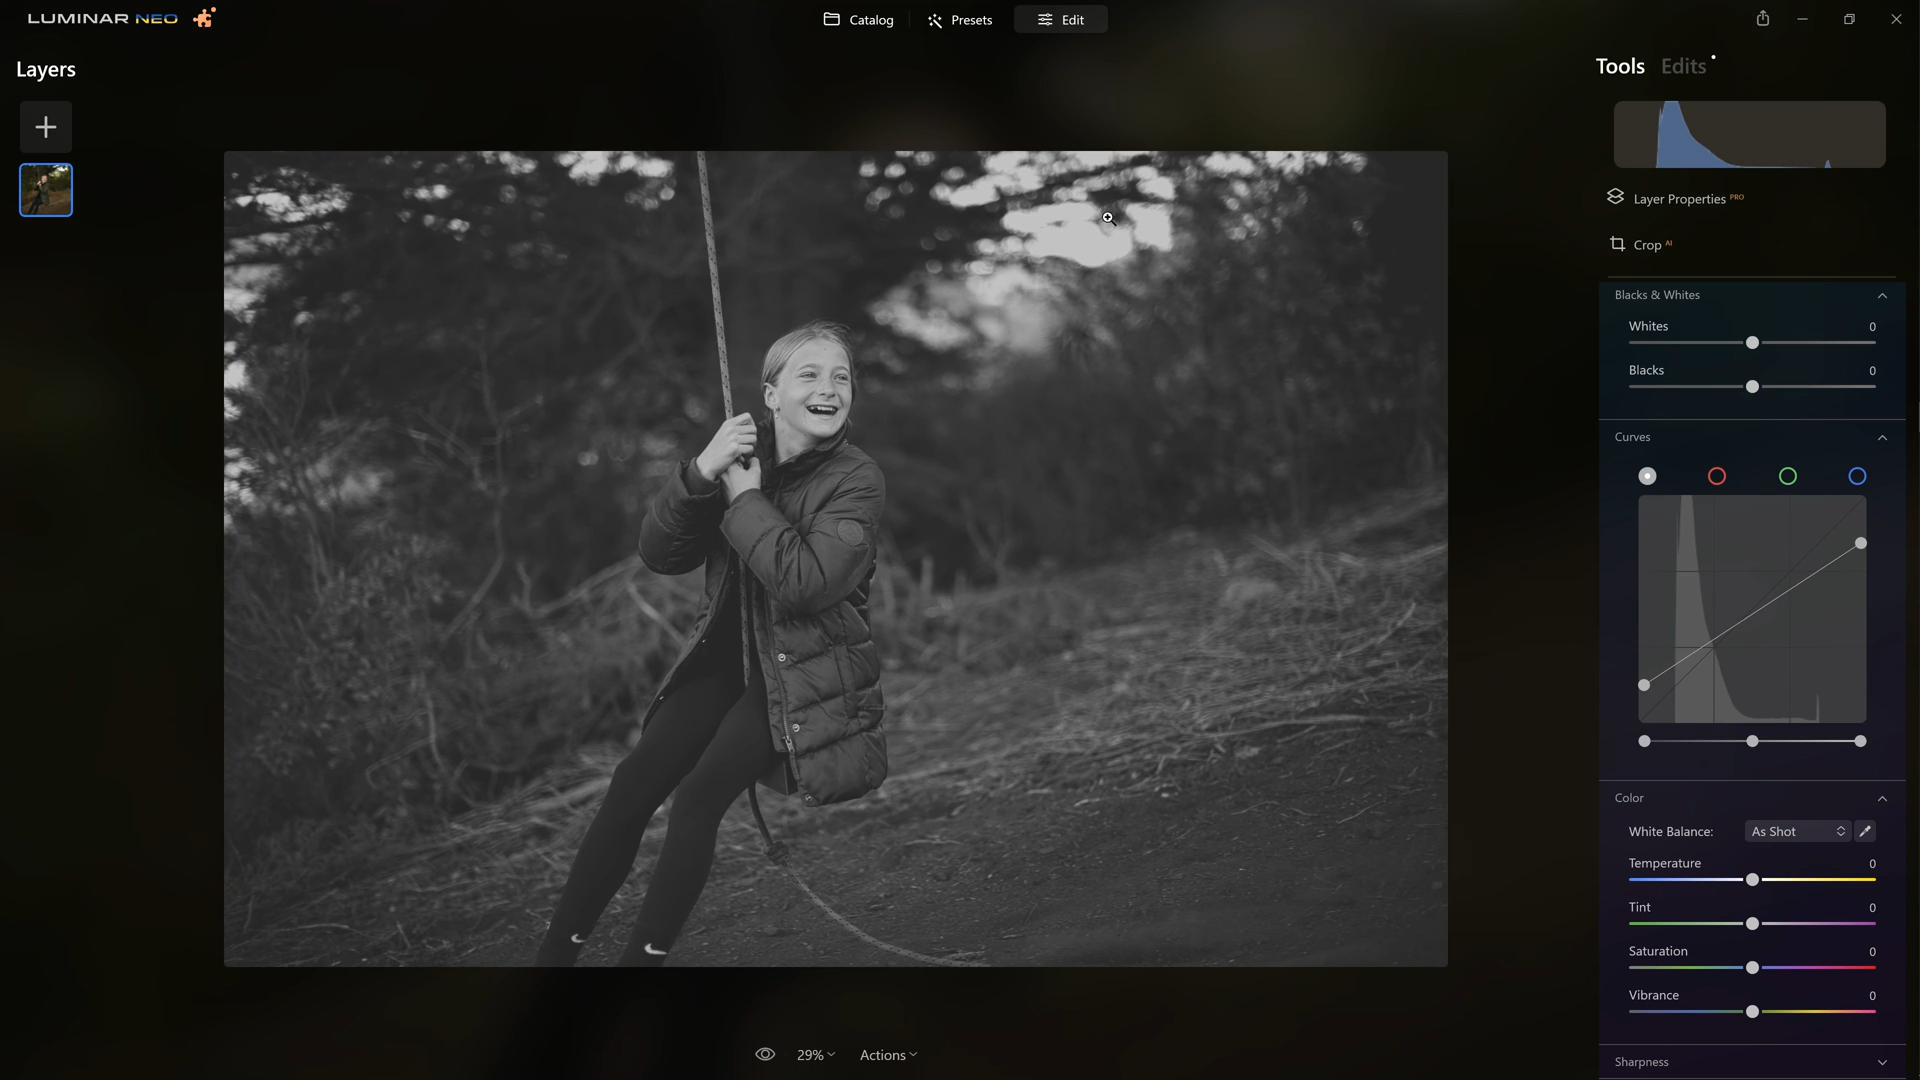 LUMINAR NEO
Catalog
Presets
Edit
Layers
Tools
Edits
Layer Properties PRO
Crop AI
Blacks & Whites
Whites 0
Blacks 0
Curves
Color
White Balance: As Shot
Temperature 0
Tint 0
Saturation 0
Vibrance 0
Sharpness
29%
Actions